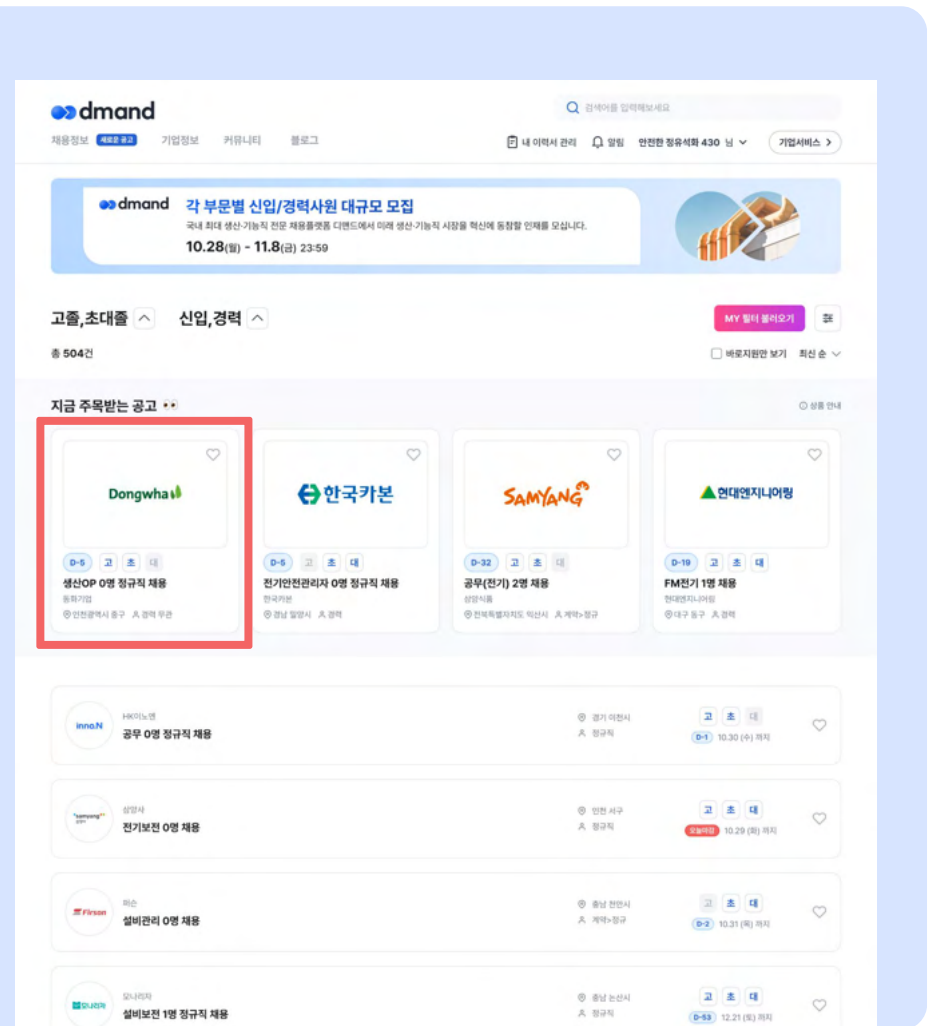 dmand
검색어를 입력해보세요
채용정보 새로운 공고 기업정보 커뮤니티 블로그
내 이력서 관리 알림 안전한 정유석화 430 님 기업서비스
dmand 각 부문별 신입/경력사원 대규모 모집
국내 최대 생산·기능직 전문 채용플랫폼 디맨드에서 미래 생산·기능직 시장을 혁신에 동참할 인재를 모십니다.
10.28(월) - 11.8(금) 23:59
고졸,초대졸 신입,경력
MY 필터 불러오기
총 504건
바로지원만 보기 최신 순
지금 주목받는 공고
상품 안내
Dongwha
D-5 고 초 대
생산OP 0명 정규직 채용
동화기업
인천광역시 중구 경력 무관
한국카본
D-5 고 초 대
전기안전관리자 0명 정규직 채용
한국카본
경남 밀양시 경력
SAMYANG
D-32 고 초 대
공무(전기) 2명 채용
삼양식품
전북특별자치도 익산시 계약>정규
현대엔지니어링
D-19 고 초 대
FM전기 1명 채용
현대엔지니어링
대구 동구 경력
inno.N
HK이노엔
공무 0명 정규직 채용
경기 이천시
정규직
고 초 대
D-1 10.30 (수) 까지
samyang
삼양사
전기보전 0명 채용
인천 서구
정규직
고 초 대
오늘마감 10.29 (화) 까지
Firson
퍼슨
설비관리 0명 채용
충남 천안시
계약>정규
고 초 대
D-2 10.31 (목) 까지
모나리자
모나리자
설비보전 1명 정규직 채용
충남 논산시
정규직
고 초 대
D-53 12.21 (토) 까지